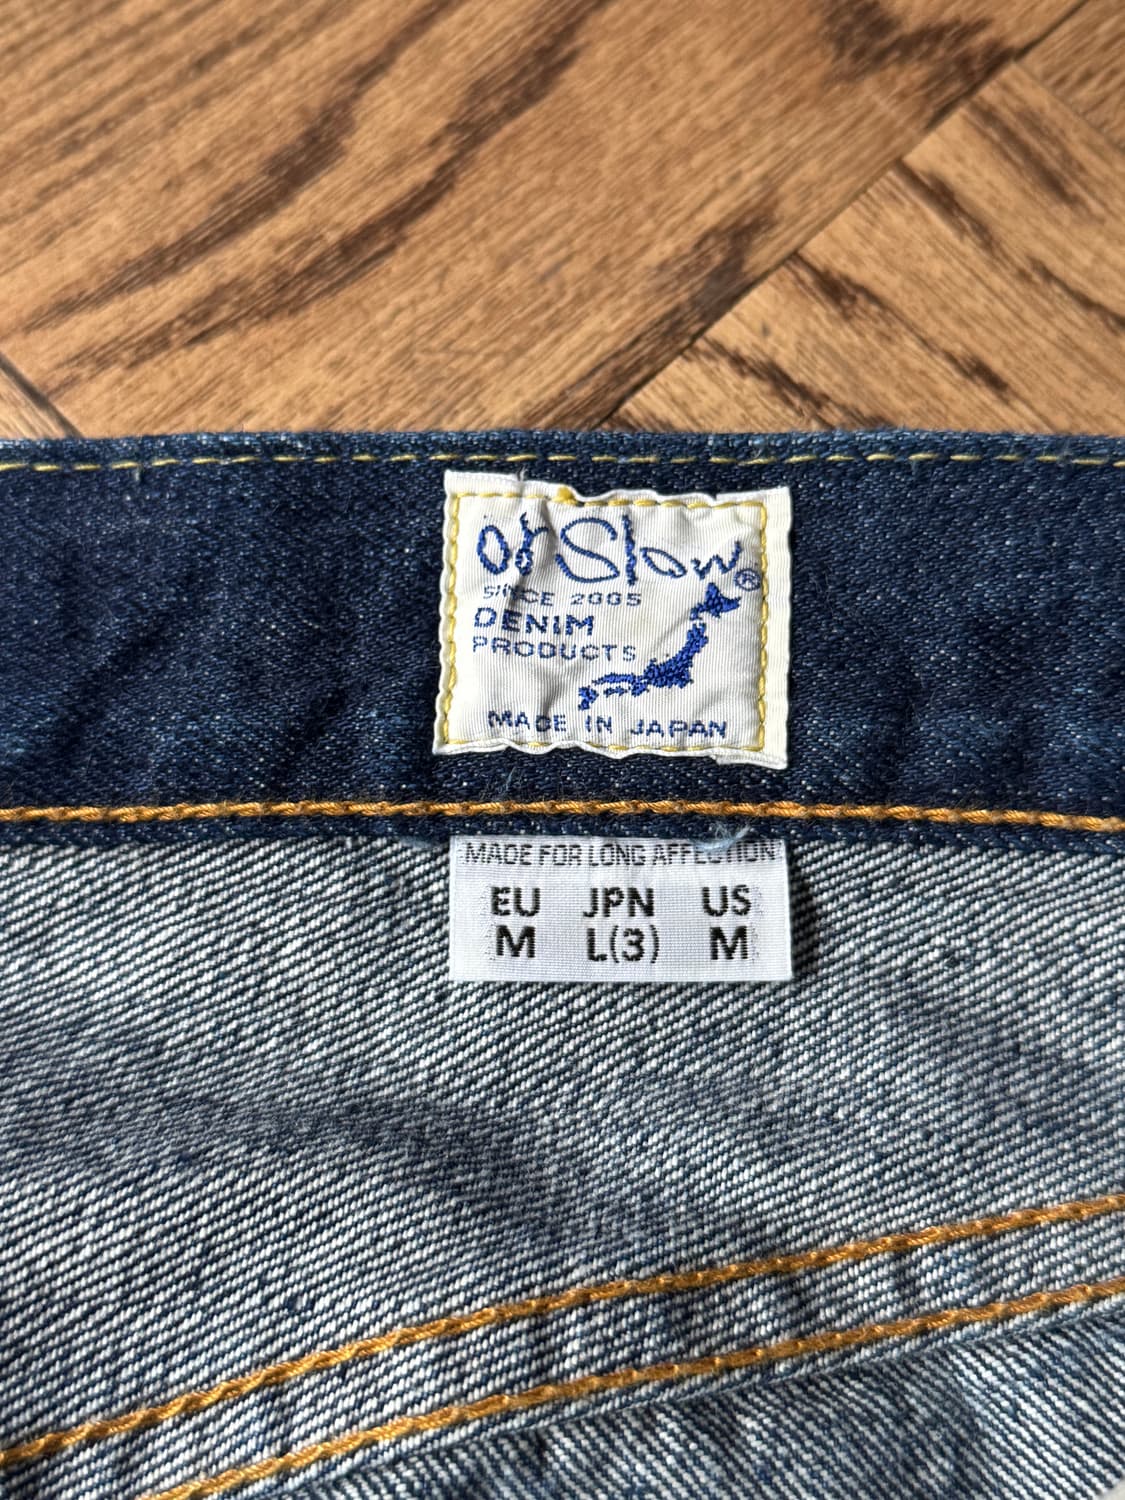 orSlow®
SINCE 2005
DENIM
PRODUCTS
MADE IN JAPAN
MADE FOR LONG AFFECTION
EU JPN US
M L(3) M